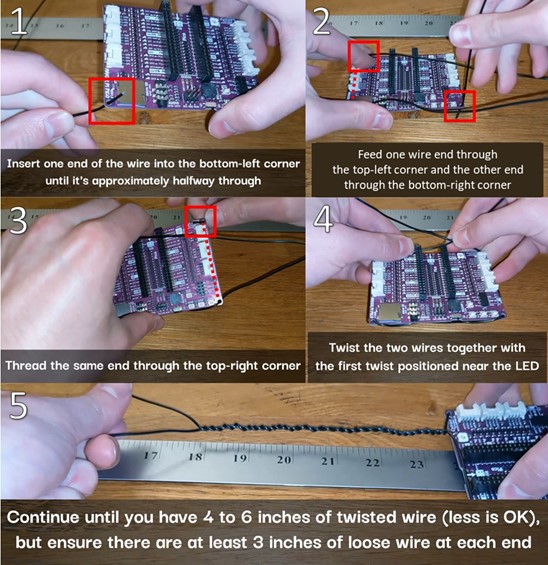 1
Insert one end of the wire into the bottom-left corner
until it's approximately halfway through
2
17
Feed one wire end through
the top-left corner and the other end
through the bottom-right corner
3
Thread the same end through the top-right corner
4
Twist the two wires together with
the first twist positioned near the LED
5
17 18 19 20 21 22 23
Continue until you have 4 to 6 inches of twisted wire (less is OK),
but ensure there are at least 3 inches of loose wire at each end